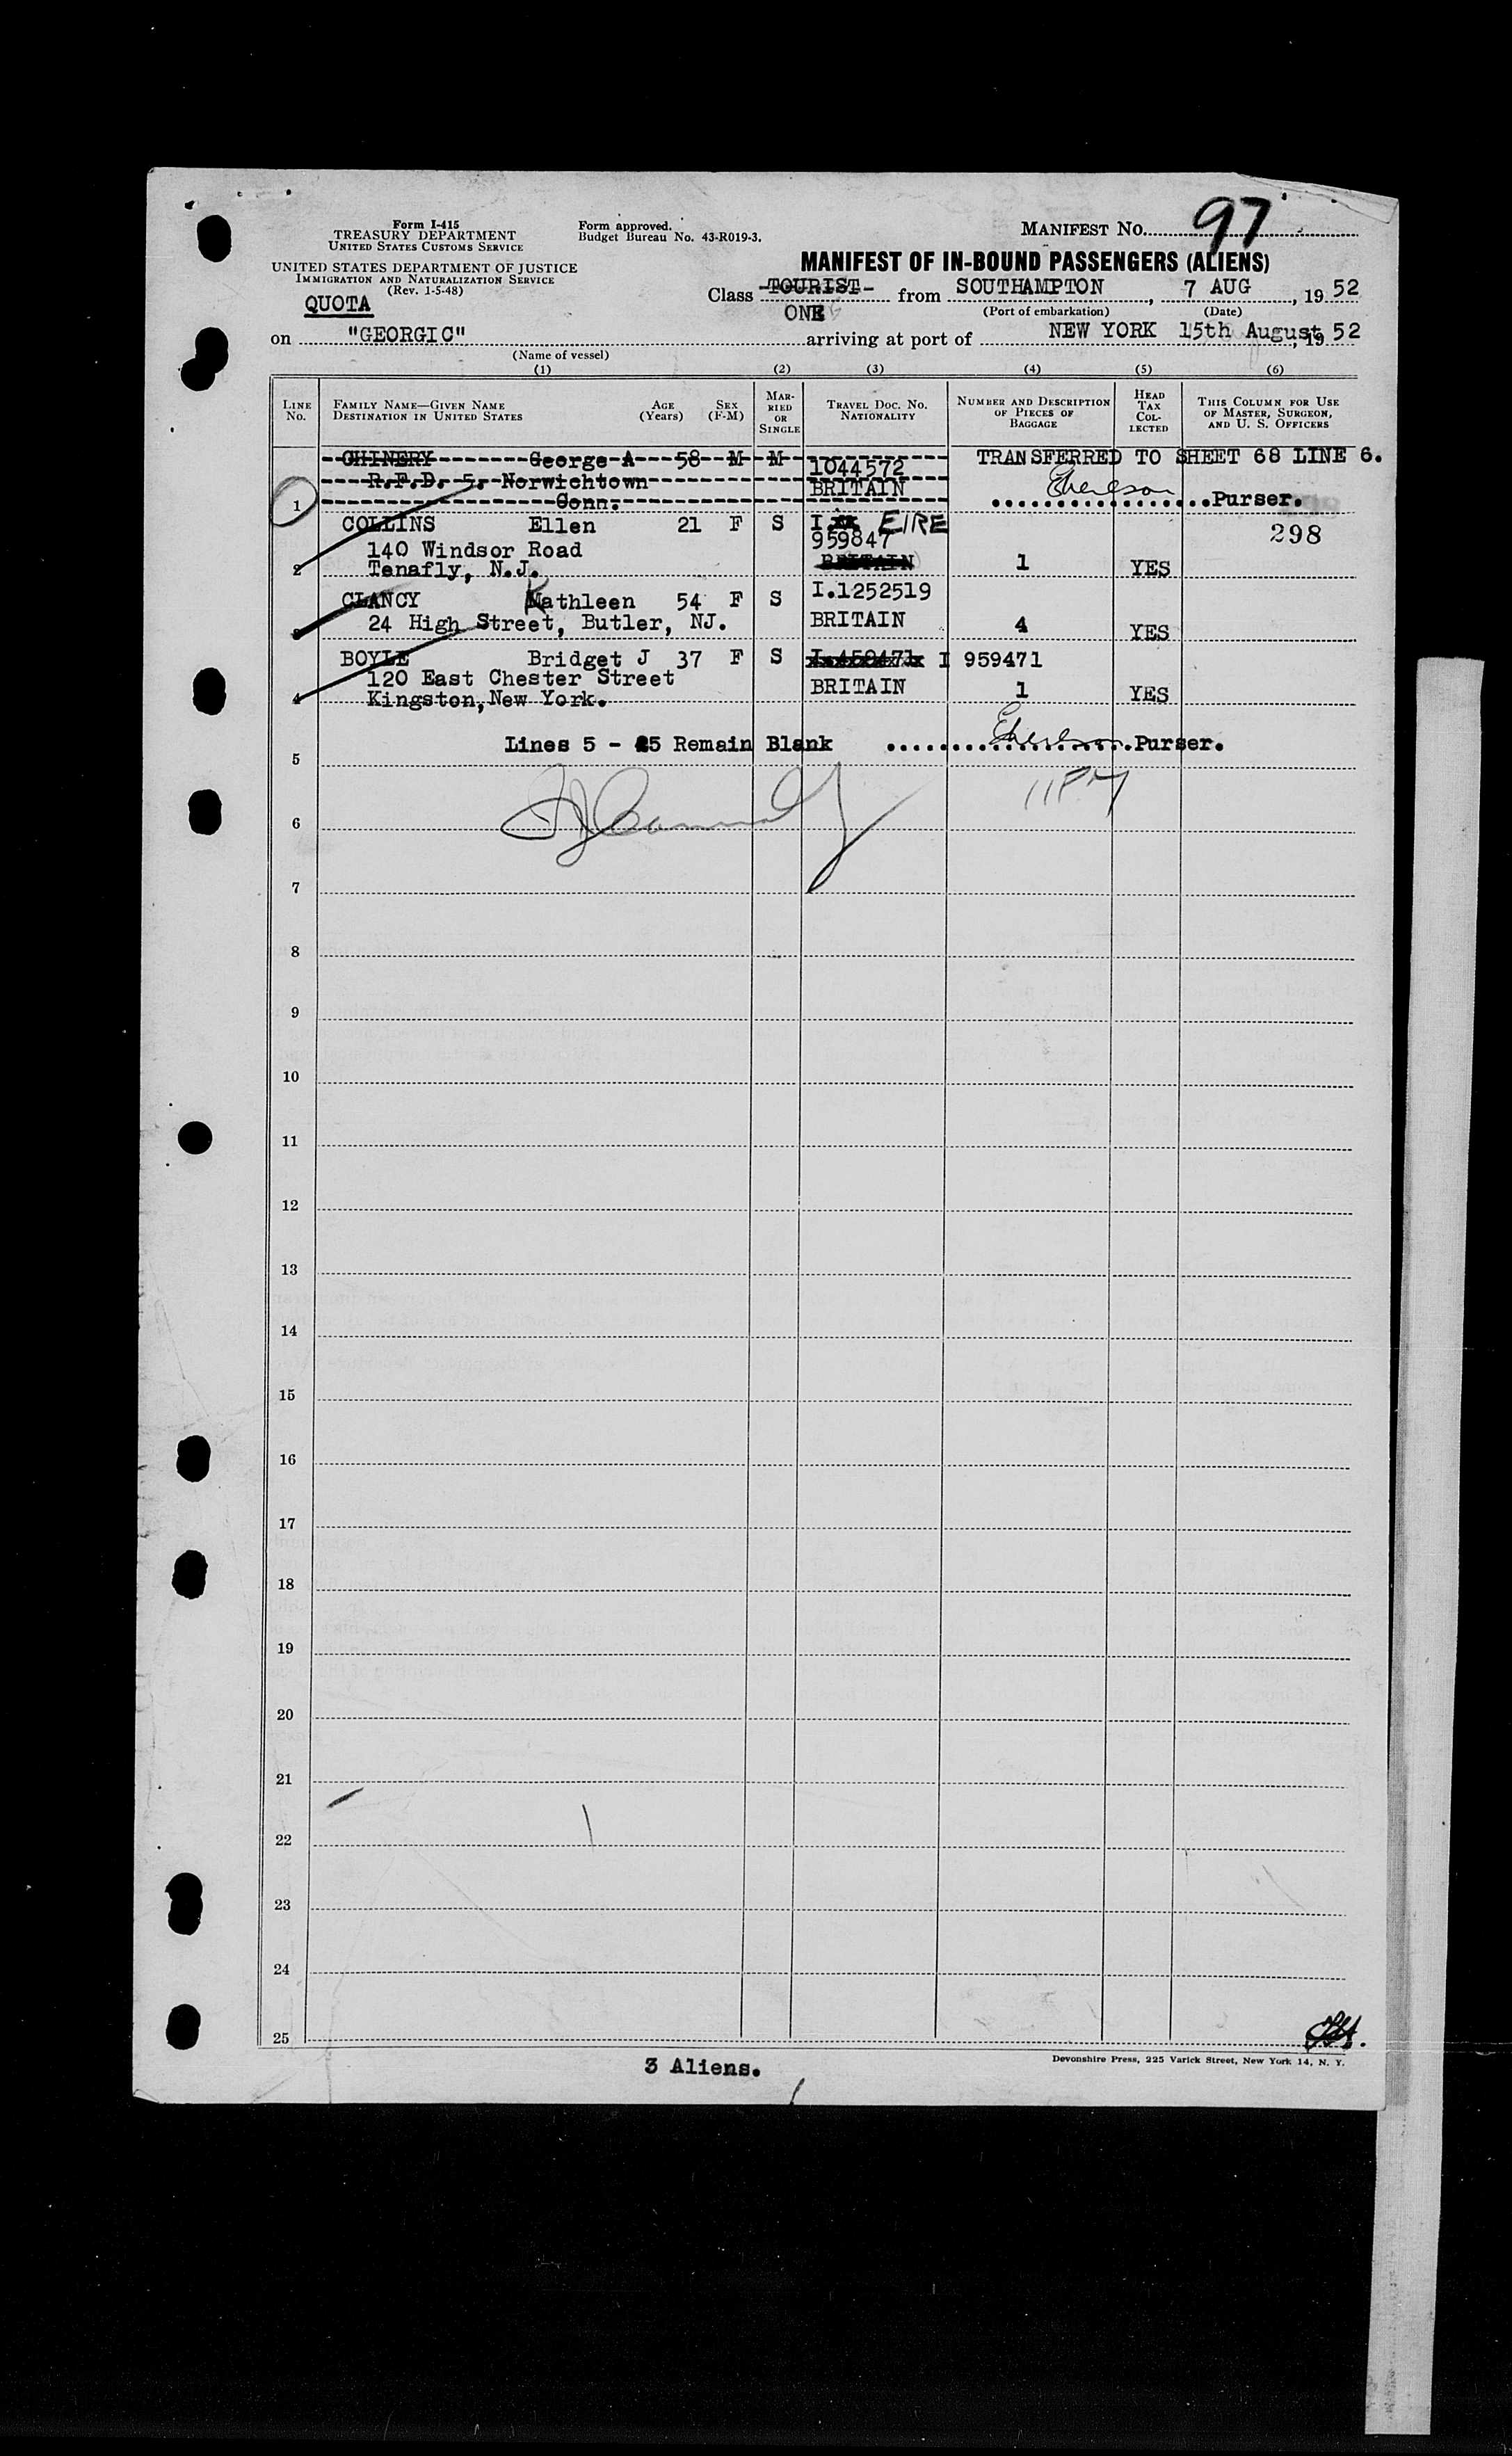 Form I-415
TREASURY DEPARTMENT
UNITED STATES CUSTOMS SERVICE
Form approved.
Budget Bureau No. 43-R019-3.
MANIFEST NO. 97
UNITED STATES DEPARTMENT OF JUSTICE
IMMIGRATION AND NATURALIZATION SERVICE
(Rev. 1-5-48)
MANIFEST OF IN-BOUND PASSENGERS (ALIENS)
QUOTA
Class TOURIST from SOUTHAMPTON, 7 AUG, 1952
ONE (Port of embarkation) (Date)
on "GEORGIC" arriving at port of NEW YORK 15th August, 1952
(Name of vessel)
(1) (2) (3) (4) (5) (6)
LINE NO. FAMILY NAME—GIVEN NAME DESTINATION IN UNITED STATES AGE (Years) SEX (F-M) MARRIED OR SINGLE TRAVEL DOC. NO. NATIONALITY NUMBER AND DESCRIPTION OF PIECES OF BAGGAGE HEAD TAX COLLECTED THIS COLUMN FOR USE OF MASTER, SURGEON, AND U. S. OFFICERS
CHINERY George A 58 M M 1044572 TRANSFERRED TO SHEET 68 LINE 6.
R.F.D. 5. Norwichtown BRITAIN
1 Conn. Purser.
COLLINS Ellen 21 F S I. EIRE 298
140 Windsor Road 959847
2 Tenafly, N.J. BRITAIN 1 YES
CLANCY Kathleen 54 F S I.1252519
3 24 High Street, Butler, NJ. BRITAIN 4 YES
BOYLE Bridget J 37 F S I 459471 I 959471
120 East Chester Street
4 Kingston, New York. BRITAIN 1 YES
Lines 5 - 25 Remain Blank Purser.
5
11PM
6
7
8
9
10
11
12
13
14
15
16
17
18
19
20
21
22
23
24
25
3 Aliens.
Devonshire Press, 225 Varick Street, New York 14, N. Y.